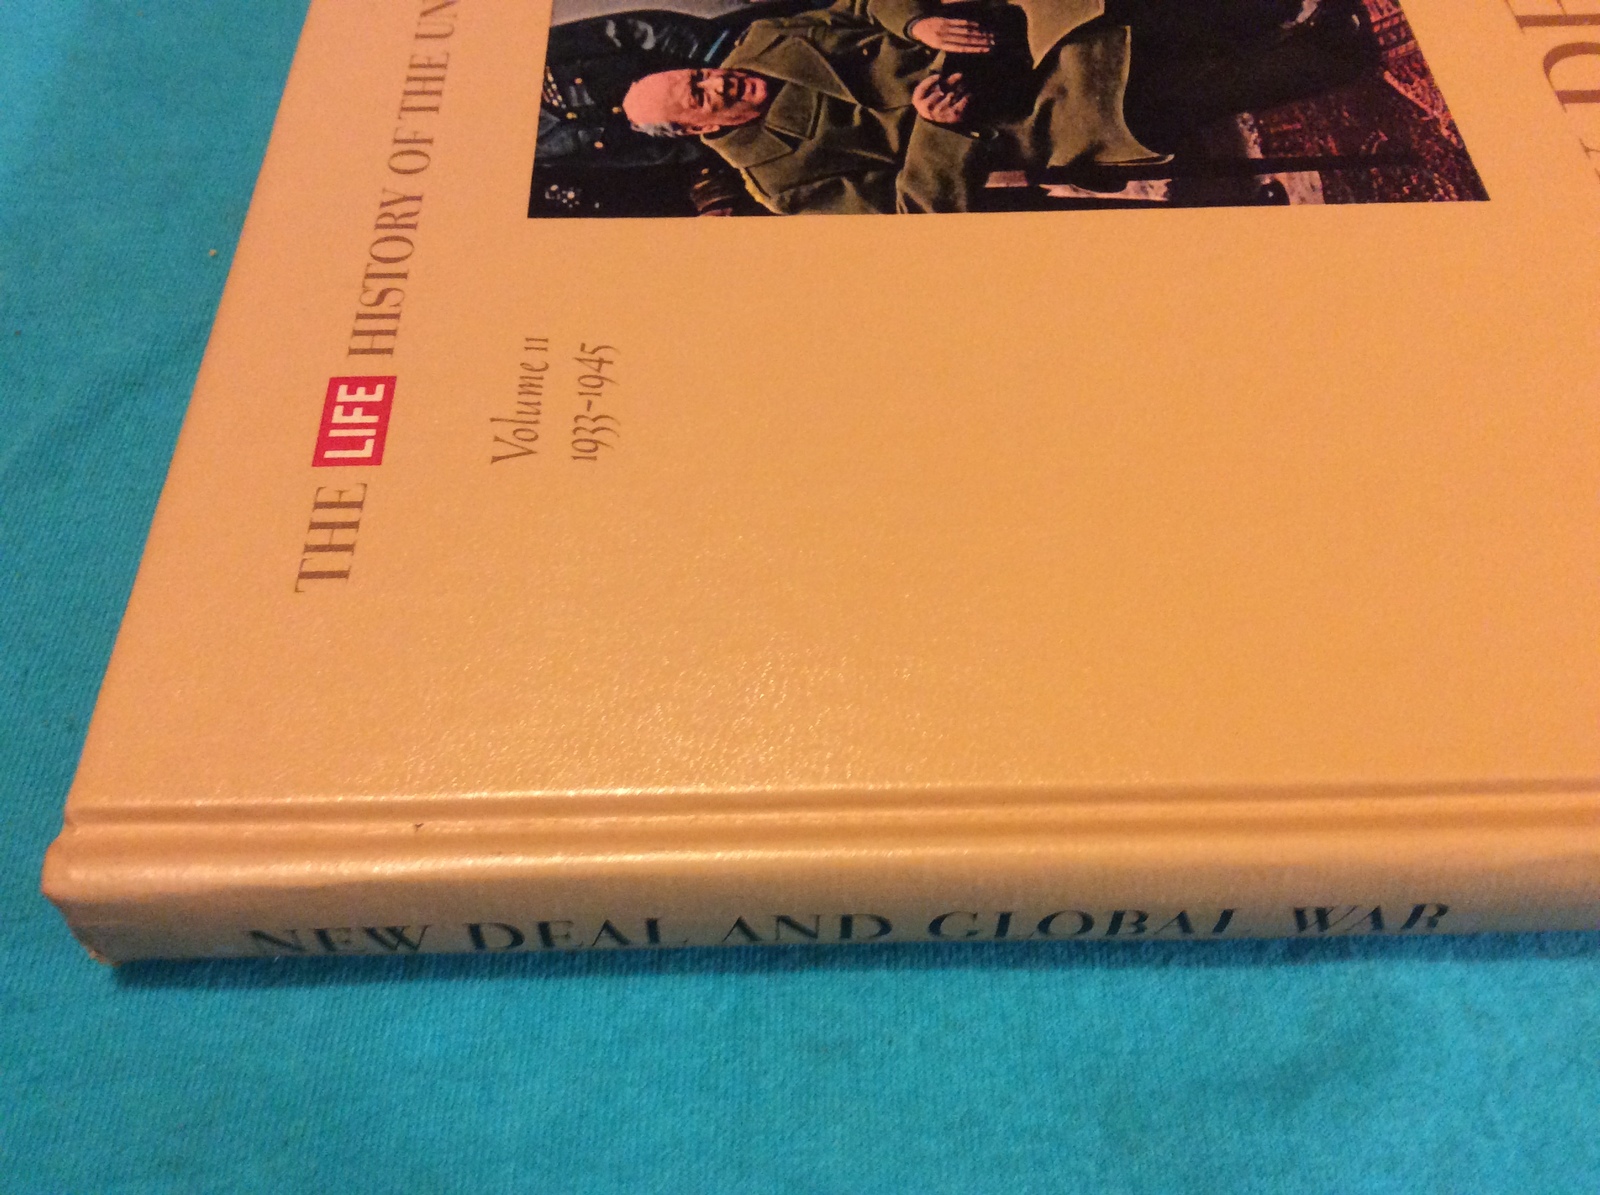 THE LIFE HISTORY OF THE UN
Volume 11
1933-1945
NEW DEAL AND GLOBAL WAR